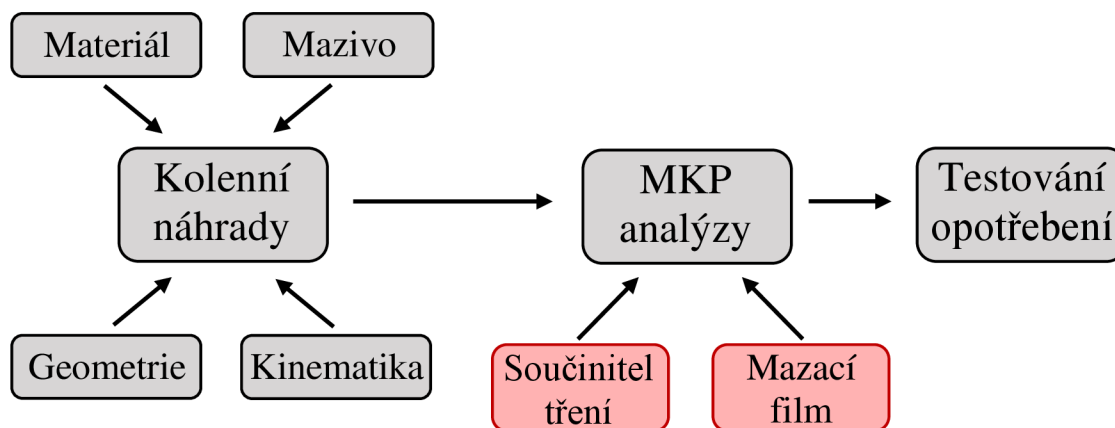 Materiál
Mazivo
Kolenní
náhrady
MKP
analýzy
Testování
opotřebení
Geometrie
Kinematika
Součinitel
tření
Mazací
film